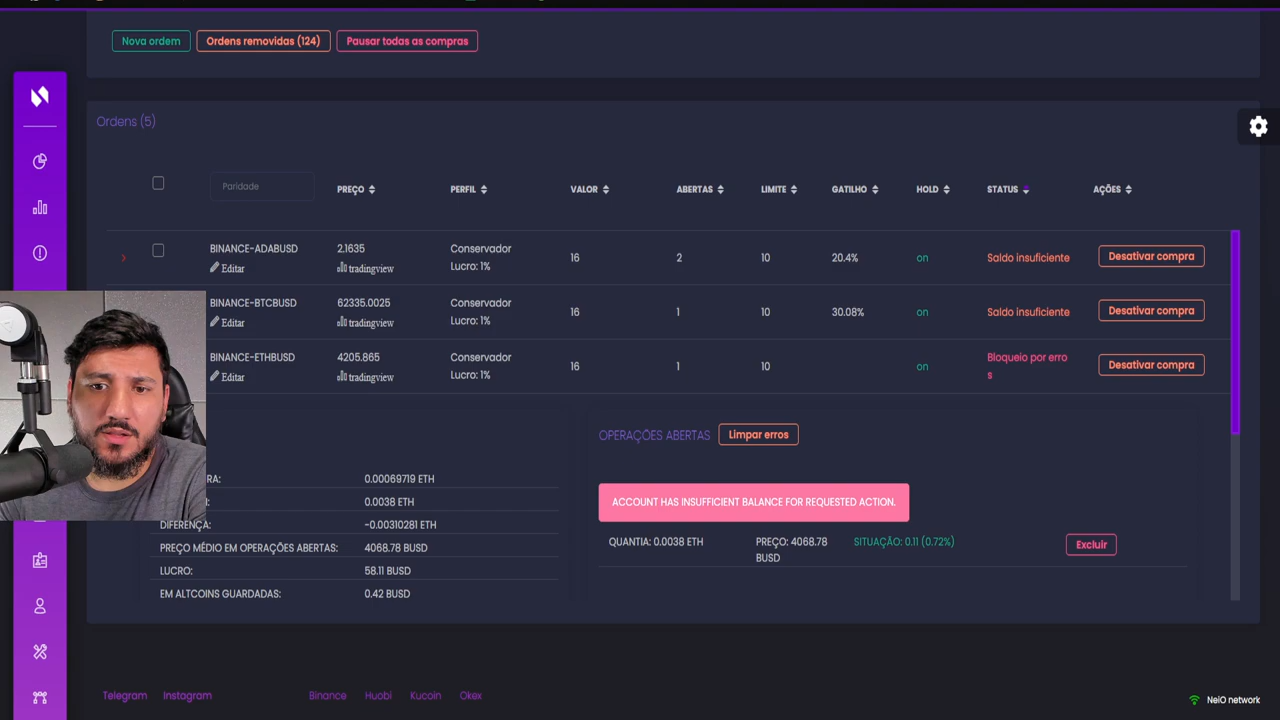 Nova ordem
Ordens removidas (124)
Pausar todas as compras
Ordens (5)
Paridade
PREÇO
PERFIL
VALOR
ABERTAS
LIMITE
GATILHO
HOLD
STATUS
AÇÕES
BINANCE-ADABUSD
Editar
2.1635
tradingview
Conservador
Lucro: 1%
16
2
10
20.4%
on
Saldo insuficiente
Desativar compra
BINANCE-BTCBUSD
Editar
62335.0025
tradingview
Conservador
Lucro: 1%
16
1
10
30.08%
on
Saldo insuficiente
Desativar compra
BINANCE-ETHBUSD
Editar
4205.865
tradingview
Conservador
Lucro: 1%
16
1
10
on
Bloqueio por erro
s
Desativar compra
RA:
0.00069719 ETH
0.0038 ETH
DIFERENÇA:
-0.00310281 ETH
PREÇO MÉDIO EM OPERAÇÕES ABERTAS:
4068.78 BUSD
LUCRO:
58.11 BUSD
EM ALTCOINS GUARDADAS:
0.42 BUSD
OPERAÇÕES ABERTAS
Limpar erros
ACCOUNT HAS INSUFFICIENT BALANCE FOR REQUESTED ACTION.
QUANTIA: 0.0038 ETH
PREÇO: 4068.78
BUSD
SITUAÇÃO: 0.11 (0.72%)
Excluir
Telegram
Instagram
Binance
Huobi
Kucoin
Okex
NeiO network